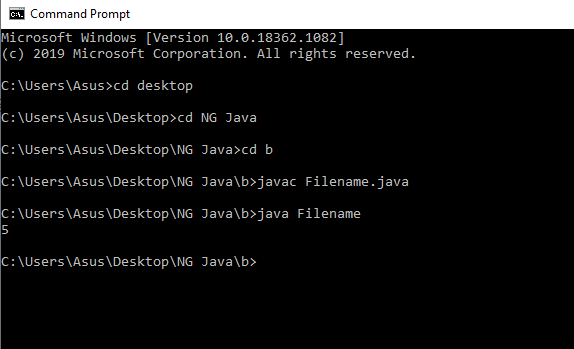 Command Prompt
Microsoft Windows [Version 10.0.18362.1082]
(c) 2019 Microsoft Corporation. All rights reserved.
C:\Users\Asus>cd desktop
C:\Users\Asus\Desktop>cd NG Java
C:\Users\Asus\Desktop\NG Java>cd b
C:\Users\Asus\Desktop\NG Java\b>javac Filename.java
C:\Users\Asus\Desktop\NG Java\b>java Filename
5
C:\Users\Asus\Desktop\NG Java\b>